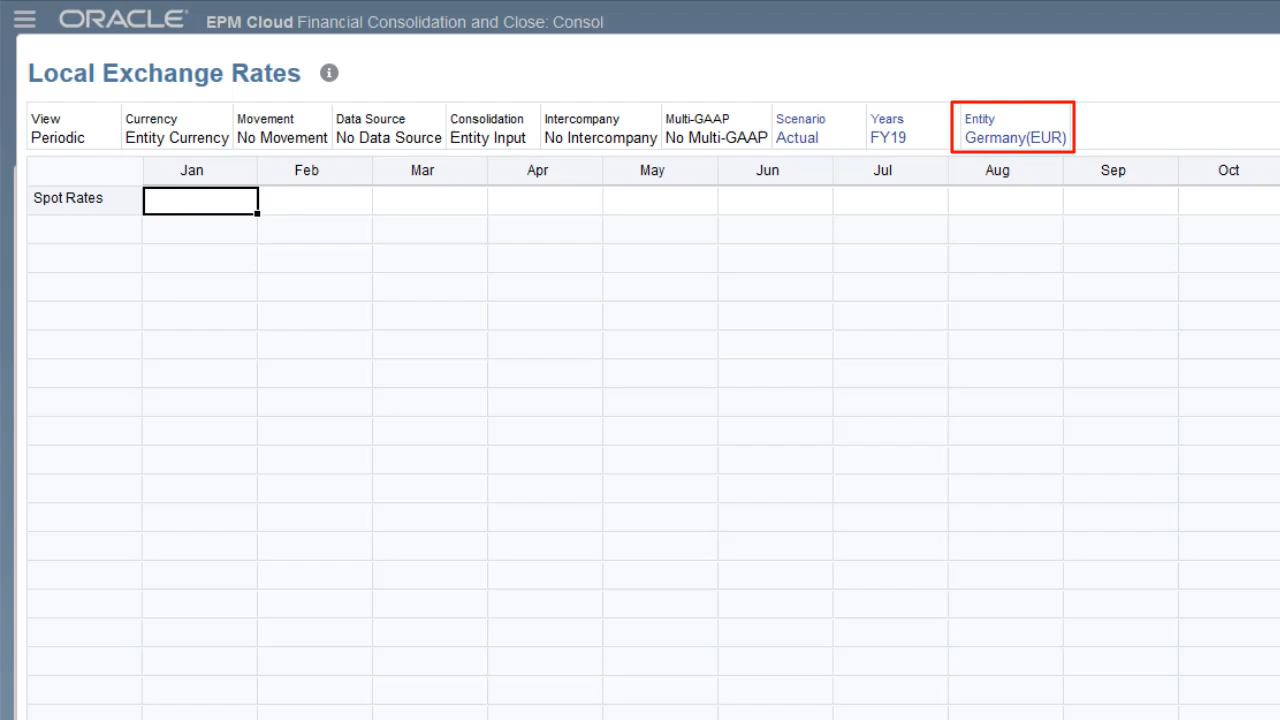 ORACLE® EPM Cloud Financial Consolidation and Close: Consol
Local Exchange Rates
View Currency Movement Data Source Consolidation Intercompany Multi-GAAP Scenario Years Entity
Periodic Entity Currency No Movement No Data Source Entity Input No Intercompany No Multi-GAAP Actual FY19 Germany(EUR)
Jan Feb Mar Apr May Jun Jul Aug Sep Oct
Spot Rates